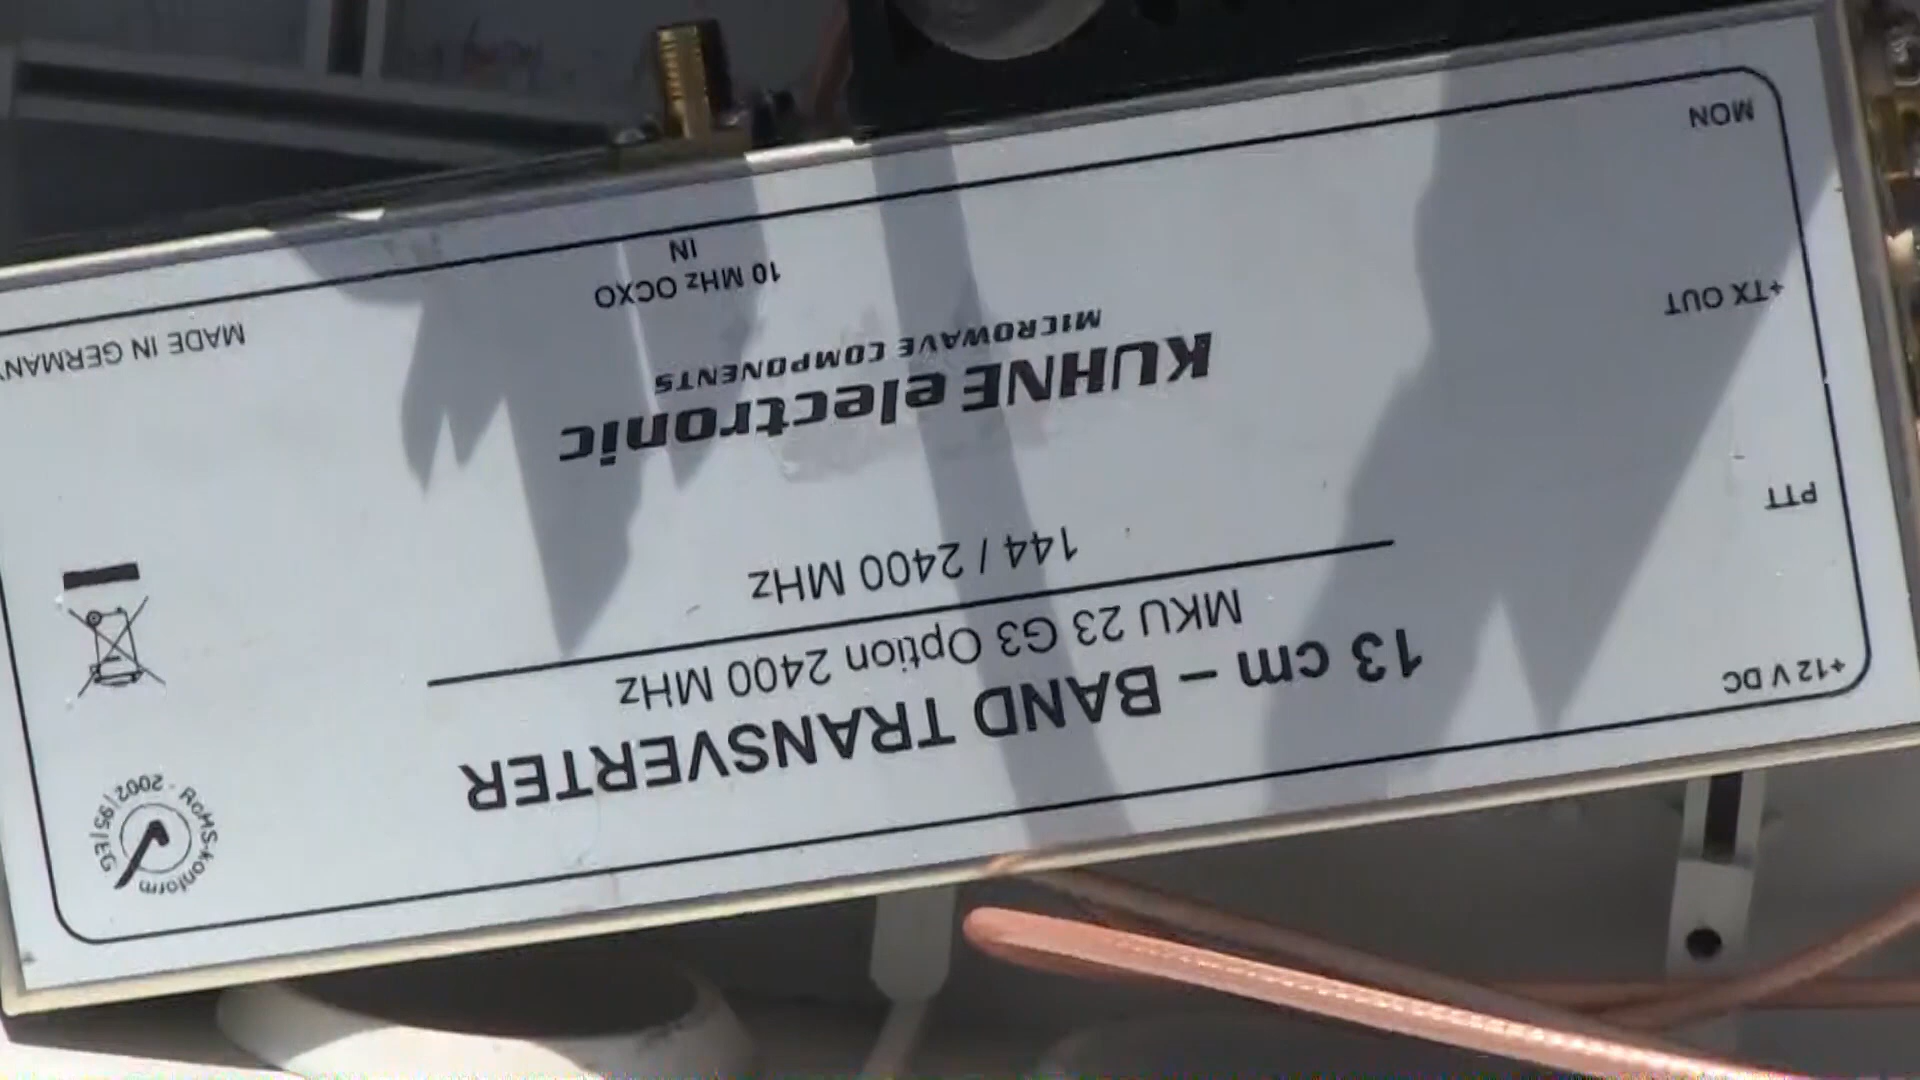 13 cm – BAND TRANSVERTER
MKU 23 G3 Option 2400 MHz
144 / 2400 MHz
KUHNE electronic
MICROWAVE COMPONENTS
10 MHz OCXO
IN
MADE IN GERMANY
+12 V DC
PTT
+TX OUT
MON
2002/95/EG · RoHS-konform